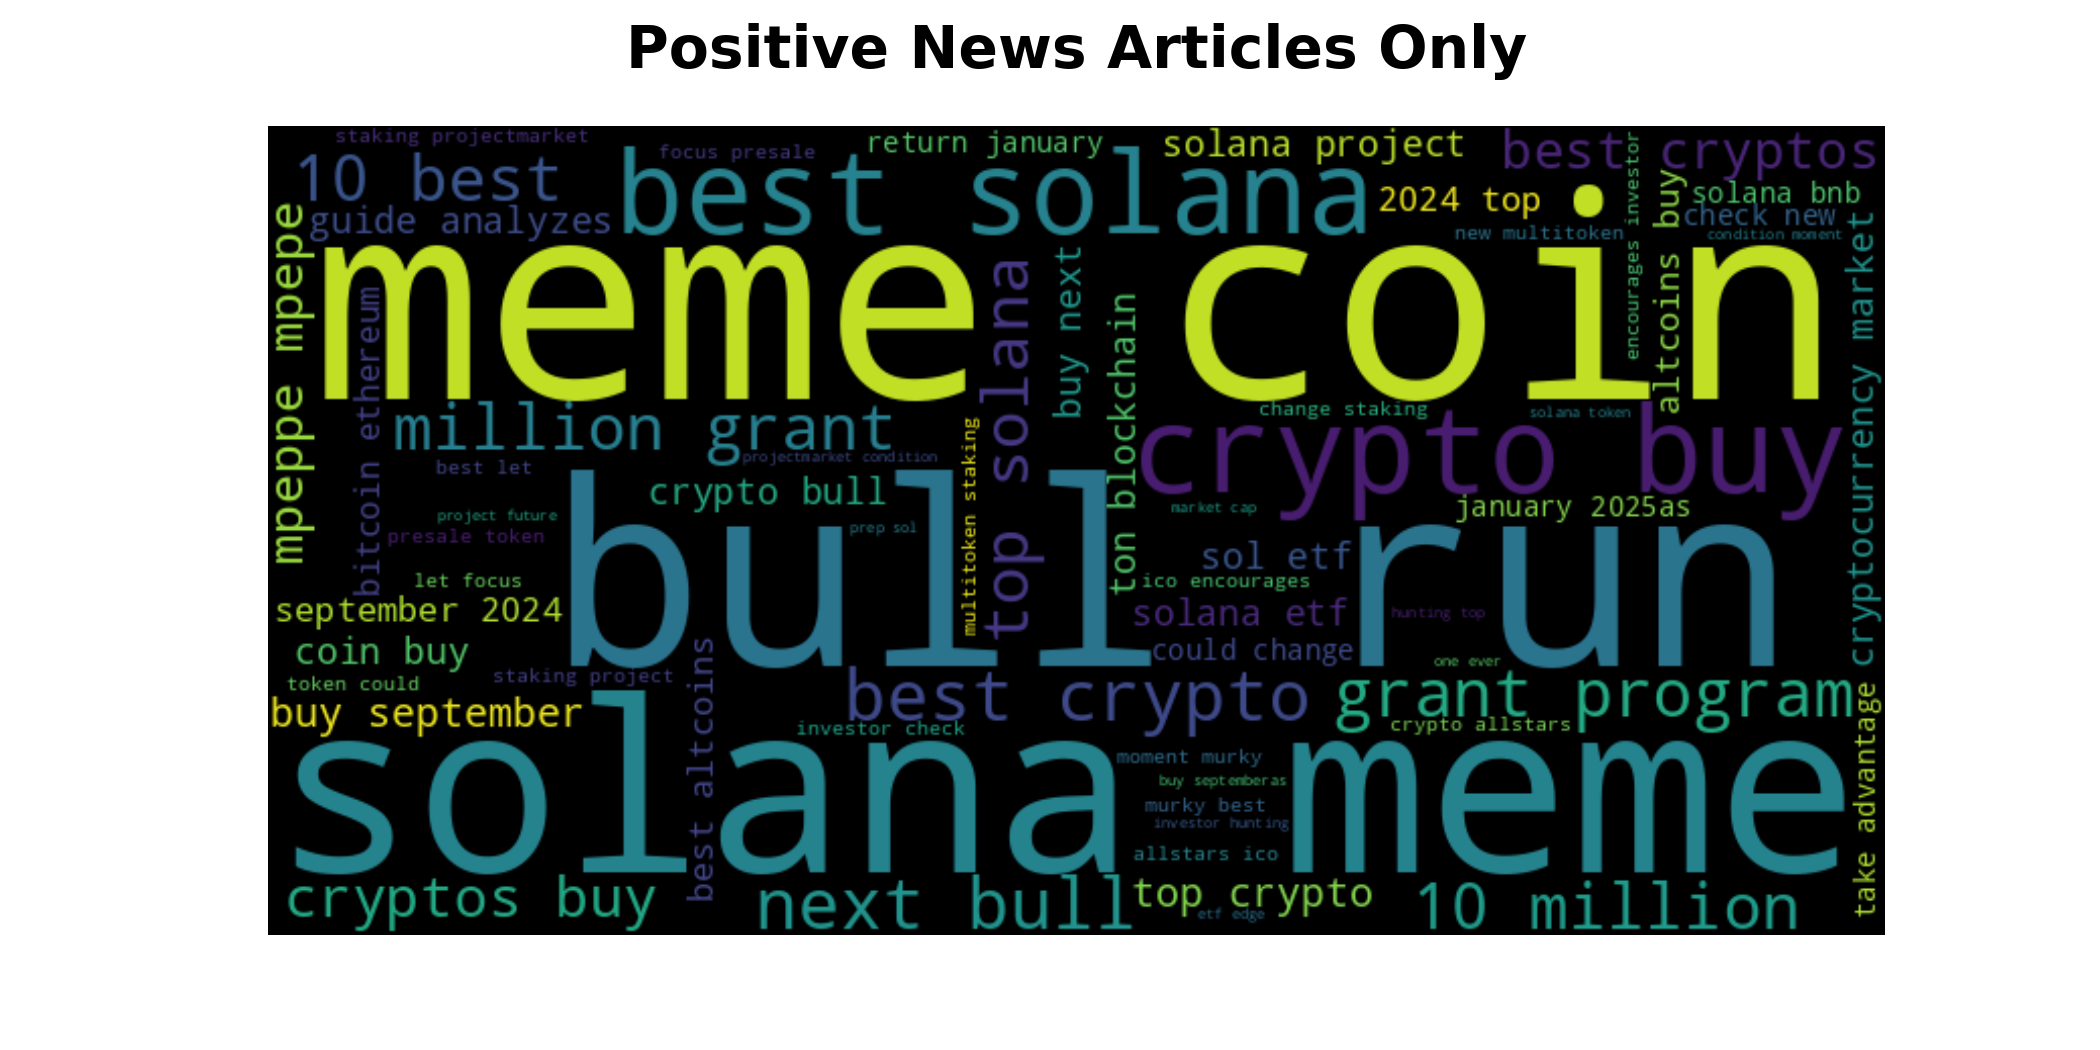 Positive News Articles Only
staking projectmarket
focus presale
return january
solana project
best cryptos
10 best
best solana
2024 top
solana bnb
guide analyzes
check new
new multitoken
condition moment
encourages investor
altcoins buy
mpeppe mpepe
meme coin
bitcoin ethereum
top solana
buy next
ton blockchain
cryptocurrency market
million grant
change staking
solana token
crypto buy
projectmarket condition
best let
multitoken staking
crypto bull
january 2025as
market cap
project future
prep sol
presale token
bull run
sol etf
let focus
ico encourages
september 2024
solana etf
hunting top
coin buy
could change
one ever
token could
staking project
best altcoins
best crypto
grant program
buy september
investor check
crypto allstars
take advantage
solana meme
moment murky
buy septemberas
murky best
investor hunting
allstars ico
cryptos buy
next bull
top crypto
etf edge
10 million